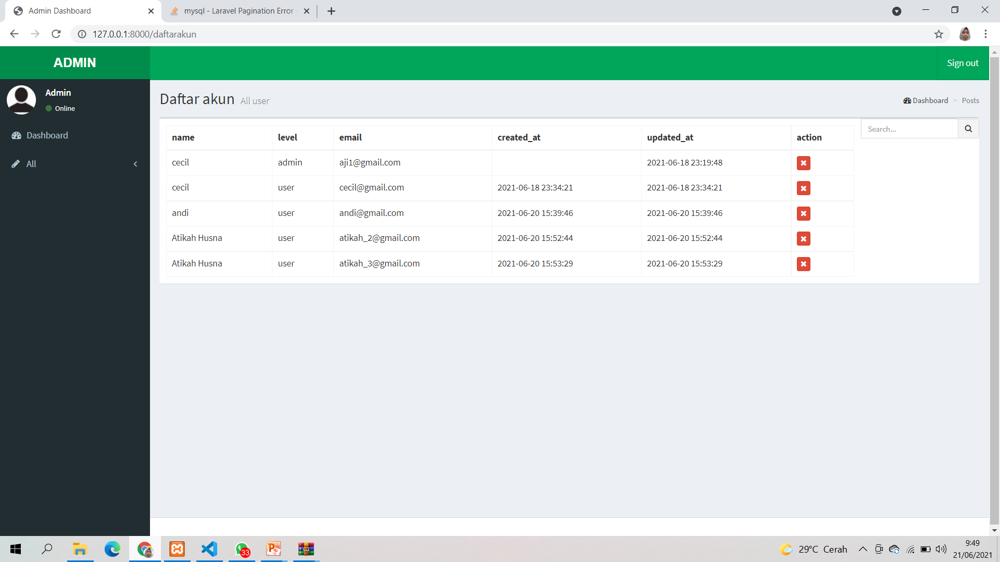 Admin Dashboard
mysql - Laravel Pagination Error
127.0.0.1:8000/daftarakun
ADMIN
Sign out
Admin
Online
Daftar akun All user
Dashboard > Posts
Dashboard
All
Search...
name level email created_at updated_at action
cecil admin aji1@gmail.com 2021-06-18 23:19:48
cecil user cecil@gmail.com 2021-06-18 23:34:21 2021-06-18 23:34:21
andi user andi@gmail.com 2021-06-20 15:39:46 2021-06-20 15:39:46
Atikah Husna user atikah_2@gmail.com 2021-06-20 15:52:44 2021-06-20 15:52:44
Atikah Husna user atikah_3@gmail.com 2021-06-20 15:53:29 2021-06-20 15:53:29
33
29°C Cerah
9:49
21/06/2021